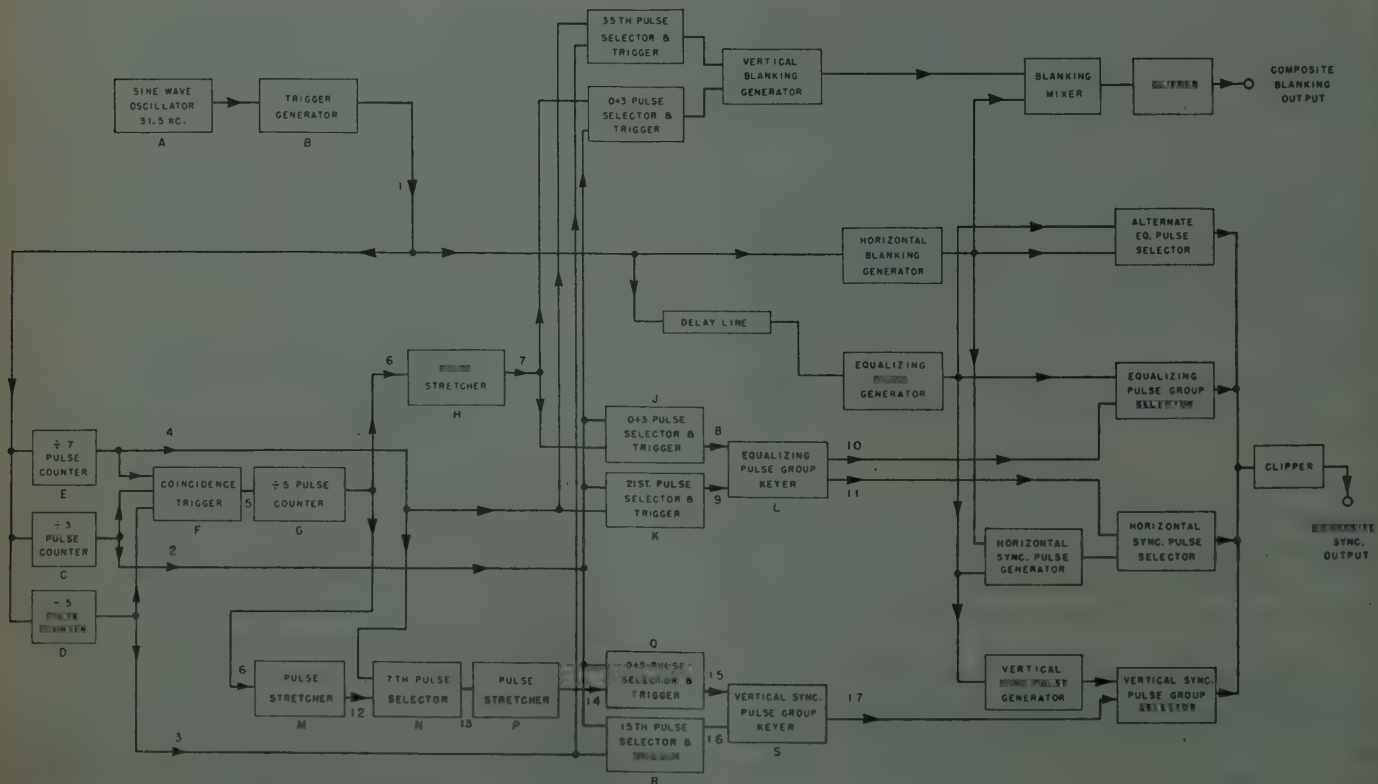 35TH PULSE
SELECTOR &
TRIGGER
VERTICAL
BLANKING
GENERATOR
0+3 PULSE
SELECTOR &
TRIGGER
BLANKING
MIXER
COMPOSITE
BLANKING
OUTPUT
SINE WAVE
OSCILLATOR
31.5 KC.
A
TRIGGER
GENERATOR
B
1
HORIZONTAL
BLANKING
GENERATOR
ALTERNATE
EQ. PULSE
SELECTOR
DELAY LINE
EQUALIZING
GENERATOR
EQUALIZING
PULSE GROUP
6
STRETCHER
H
7
4
÷ 7
PULSE
COUNTER
E
COINCIDENCE
TRIGGER
F
5
÷5 PULSE
COUNTER
G
÷ 3
PULSE
COUNTER
C
2
- 5
D
J
0+3 PULSE
SELECTOR &
TRIGGER
8
21ST. PULSE
SELECTOR &
TRIGGER
K
9
EQUALIZING
PULSE GROUP
KEYER
L
10
11
HORIZONTAL
SYNC. PULSE
GENERATOR
HORIZONTAL
SYNC. PULSE
SELECTOR
CLIPPER
SYNC.
OUTPUT
6
PULSE
STRETCHER
M
12
7TH PULSE
SELECTOR
N
13
PULSE
STRETCHER
P
14
3
Q
PULSE
SELECTOR &
TRIGGER
15
15TH PULSE
SELECTOR &
R
16
VERTICAL SYNC.
PULSE GROUP
KEYER
S
17
VERTICAL
GENERATOR
VERTICAL SYNC.
PULSE GROUP